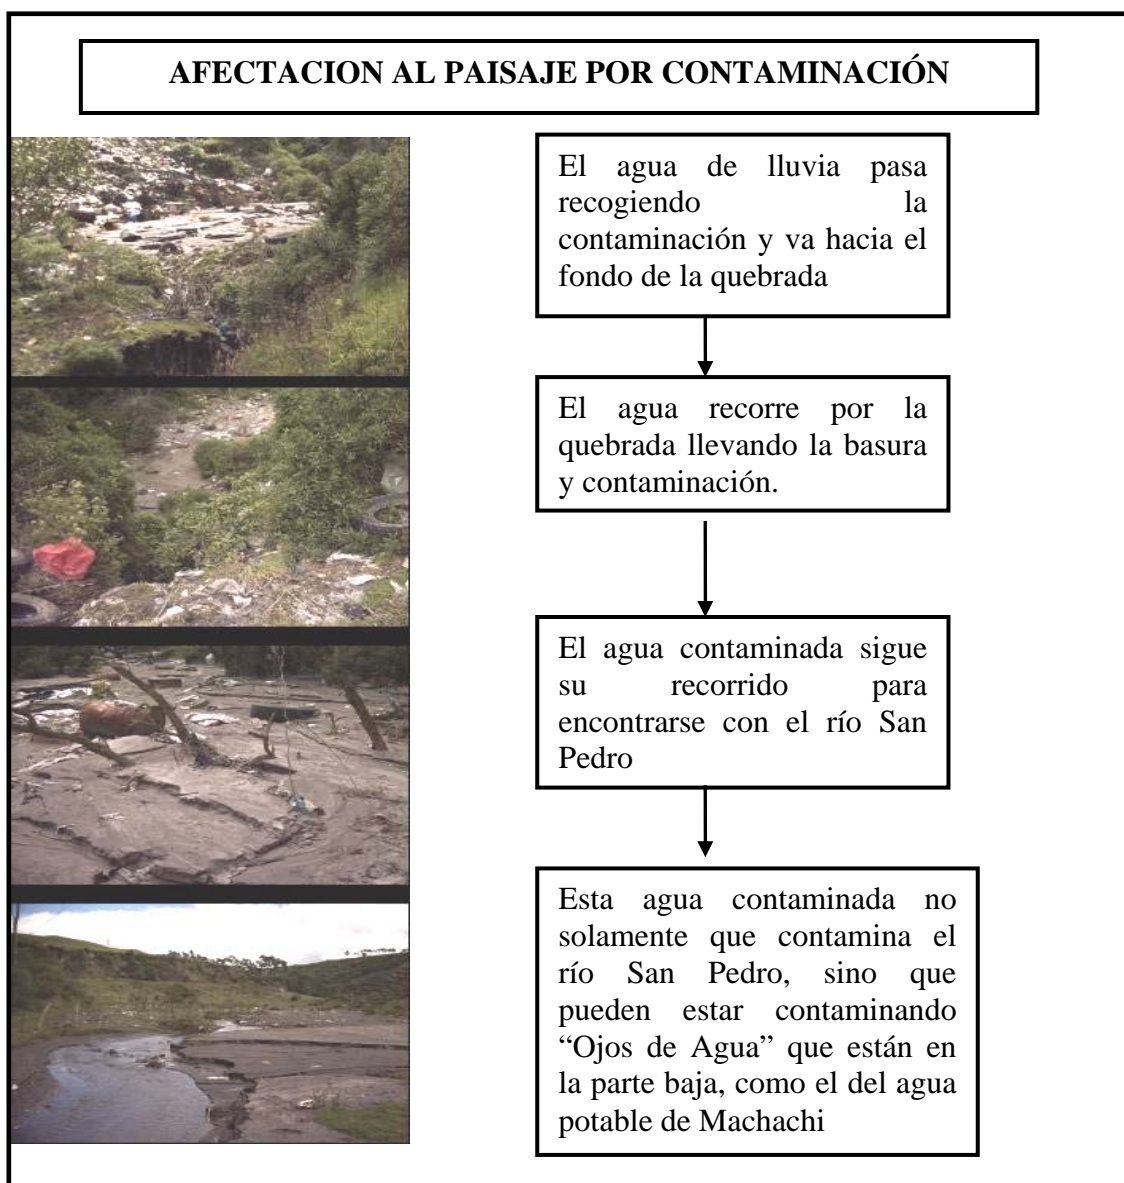 AFECTACION AL PAISAJE POR CONTAMINACIÓN
El agua de lluvia pasa
recogiendo la
contaminación y va hacia el
fondo de la quebrada
El agua recorre por la
quebrada llevando la basura
y contaminación.
El agua contaminada sigue
su recorrido para
encontrarse con el río San
Pedro
Esta agua contaminada no
solamente que contamina el
río San Pedro, sino que
pueden estar contaminando
“Ojos de Agua” que están en
la parte baja, como el del agua
potable de Machachi